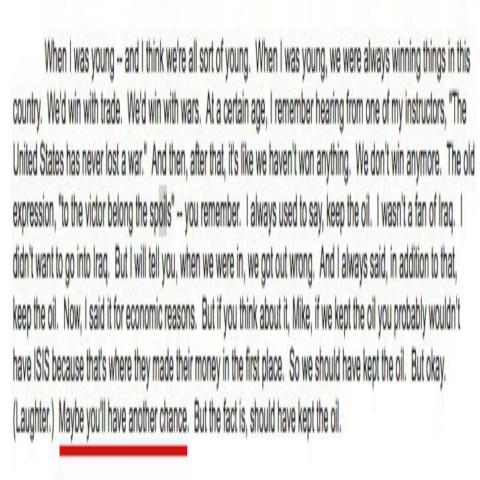 When I was young -- and I think we're all sort of young. When I was young, we were always winning things in this
country. We'd win with trade. We'd win with wars. At a certain age, I remember hearing from one of my instructors, "The
United States has never lost a war." And then, after that, it's like we haven't won anything. We don't win anymore. The old
expression, "to the victor belong the spoils" -- you remember. I always used to say, keep the oil. I wasn't a fan of Iraq. I
didn't want to go into Iraq. But I will tell you, when we were in, we got out wrong. And I always said, in addition to that,
keep the oil. Now, I said it for economic reasons. But if you think about it, Mike, if we kept the oil you probably wouldn't
have ISIS because that's where they made their money in the first place. So we should have kept the oil. But okay.
(Laughter.) Maybe you'll have another chance. But the fact is, should have kept the oil.